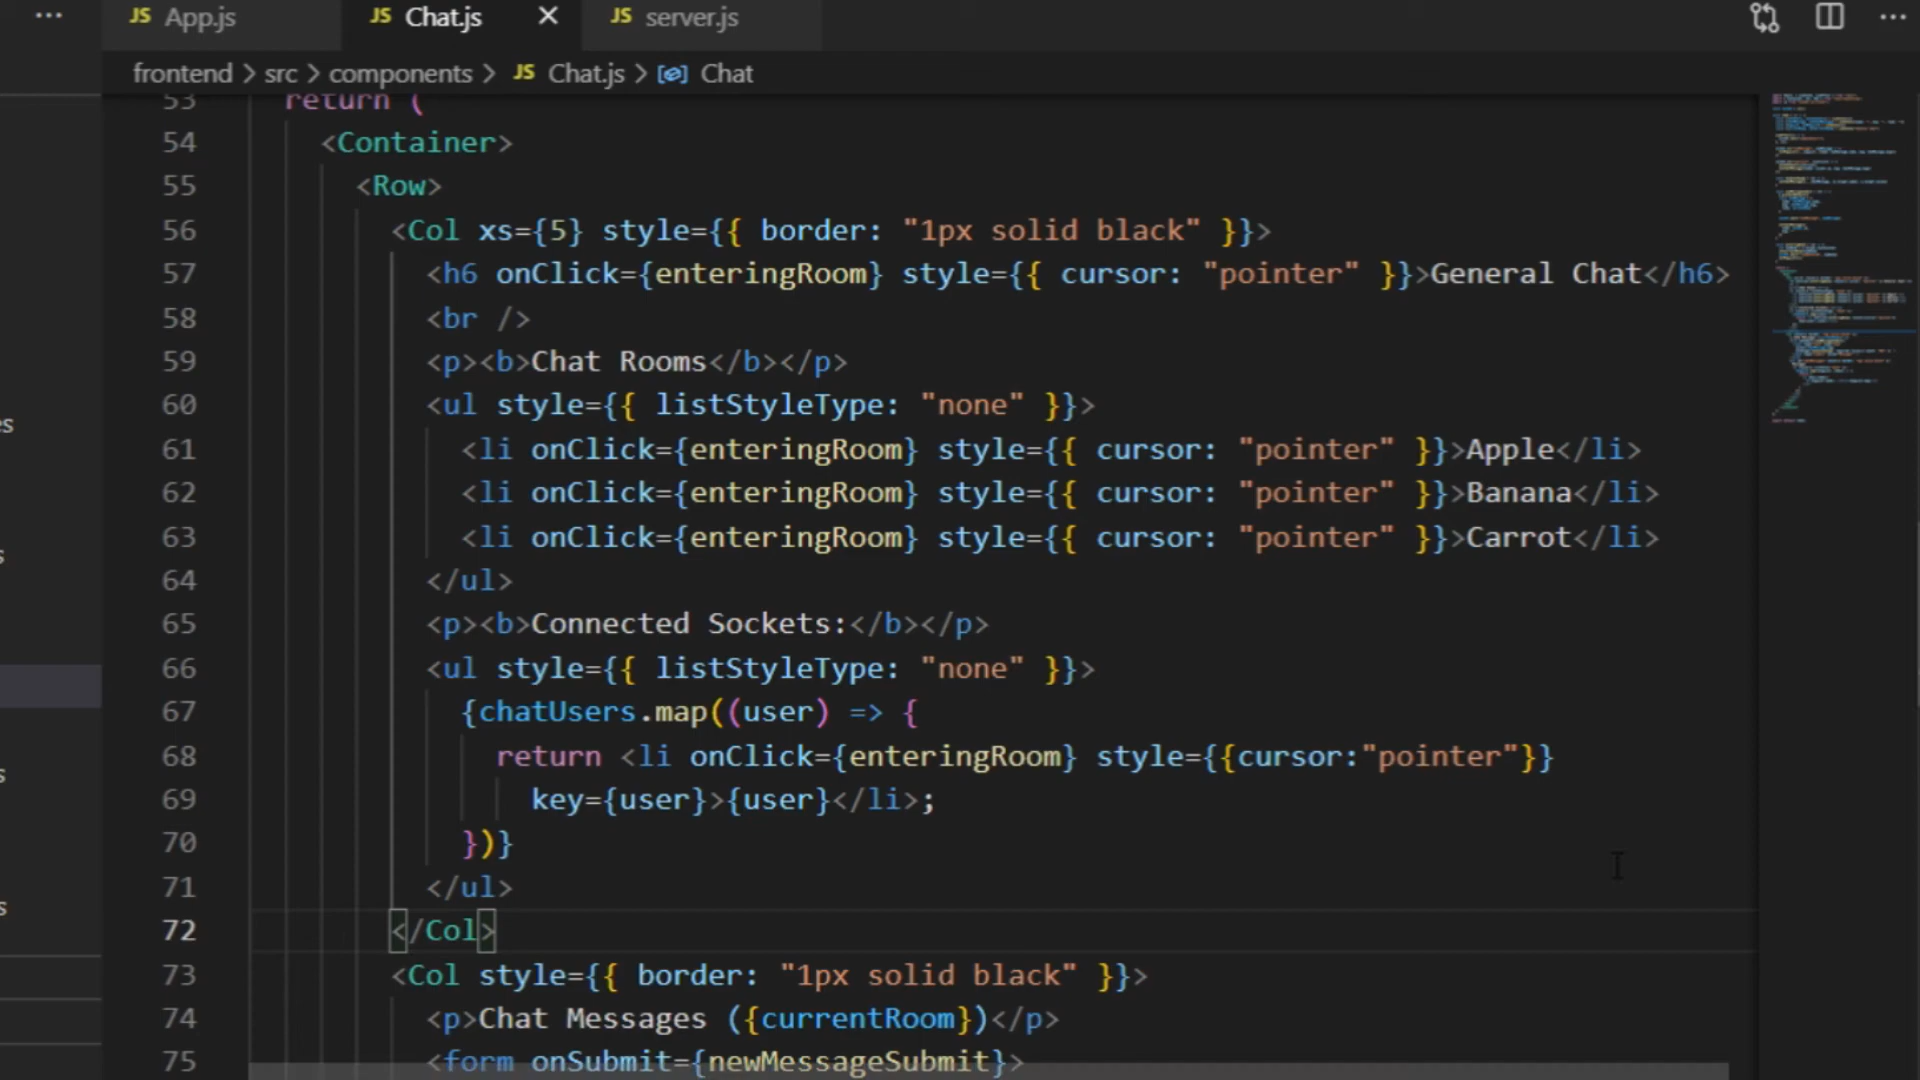 JS App.js
JS Chat.js
JS server.js
frontend > src > components > JS Chat.js > Chat
53 return (
54 <Container>
55 <Row>
56 <Col xs={5} style={{ border: "1px solid black" }}>
57 <h6 onClick={enteringRoom} style={{ cursor: "pointer" }}>General Chat</h6>
58 <br />
59 <p><b>Chat Rooms</b></p>
60 <ul style={{ listStyleType: "none" }}>
61 <li onClick={enteringRoom} style={{ cursor: "pointer" }}>Apple</li>
62 <li onClick={enteringRoom} style={{ cursor: "pointer" }}>Banana</li>
63 <li onClick={enteringRoom} style={{ cursor: "pointer" }}>Carrot</li>
64 </ul>
65 <p><b>Connected Sockets:</b></p>
66 <ul style={{ listStyleType: "none" }}>
67 {chatUsers.map((user) => {
68 return <li onClick={enteringRoom} style={{cursor:"pointer"}}
69 key={user}>{user}</li>;
70 })}
71 </ul>
72 </Col>
73 <Col style={{ border: "1px solid black" }}>
74 <p>Chat Messages ({currentRoom})</p>
75 <form onSubmit={newMessageSubmit}>